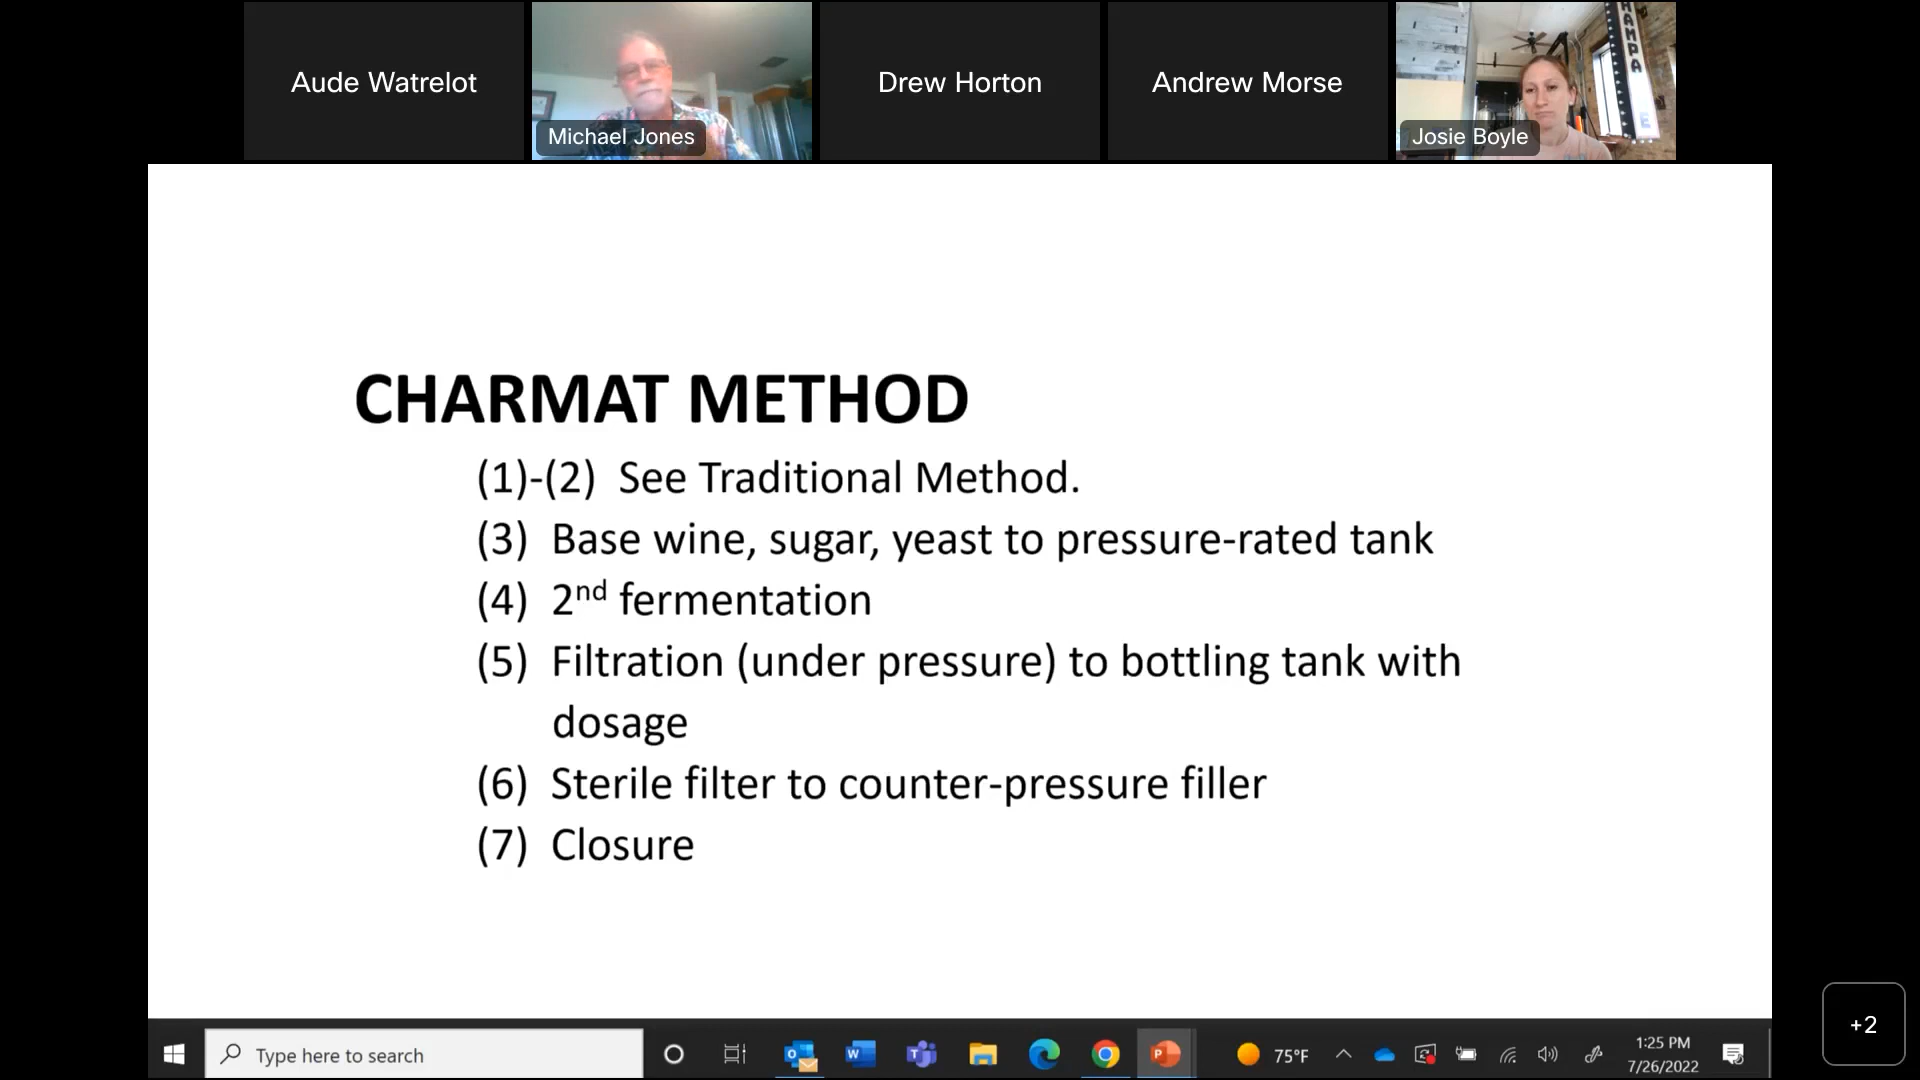 Aude Watrelot
Michael Jones
Drew Horton
Andrew Morse
Josie Boyle
HAMPA
E
CHARMAT METHOD
(1)-(2) See Traditional Method.
(3) Base wine, sugar, yeast to pressure-rated tank
(4) 2nd fermentation
(5) Filtration (under pressure) to bottling tank with
dosage
(6) Sterile filter to counter-pressure filler
(7) Closure
+2
Type here to search
75°F
1:25 PM
7/26/2022